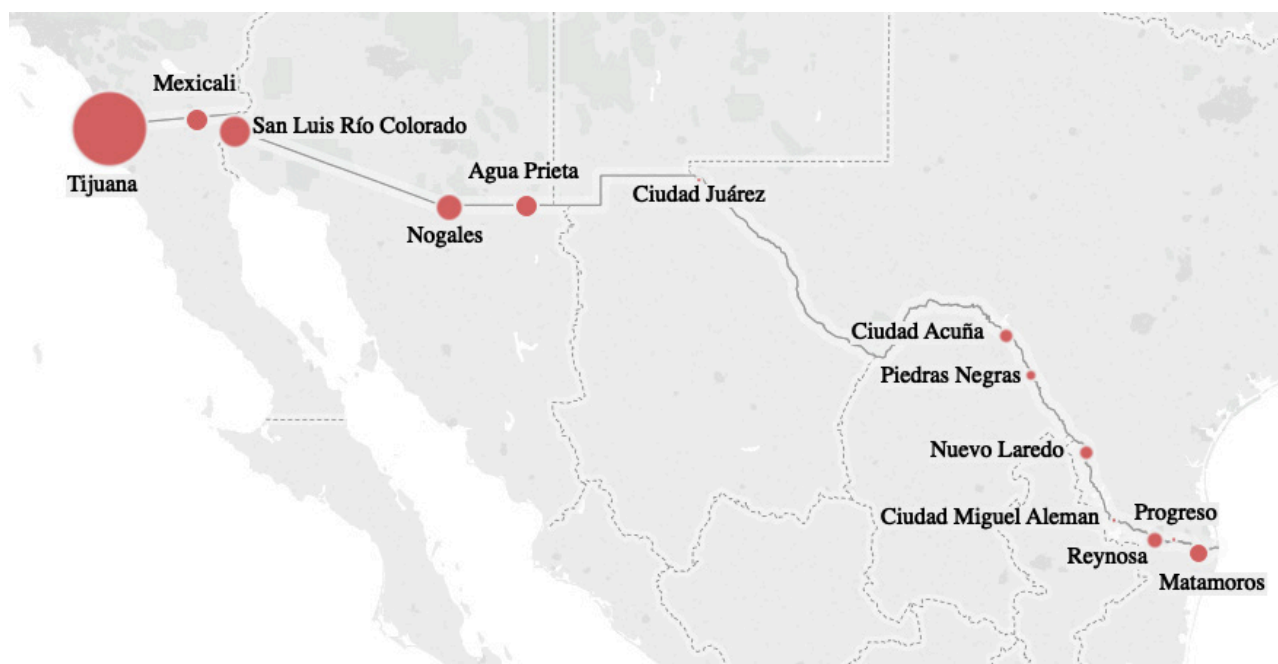 Mexicali
San Luis Río Colorado
Tijuana
Agua Prieta
Ciudad Juárez
Nogales
Ciudad Acuña
Piedras Negras
Nuevo Laredo
Ciudad Miguel Aleman
Progreso
Reynosa
Matamoros